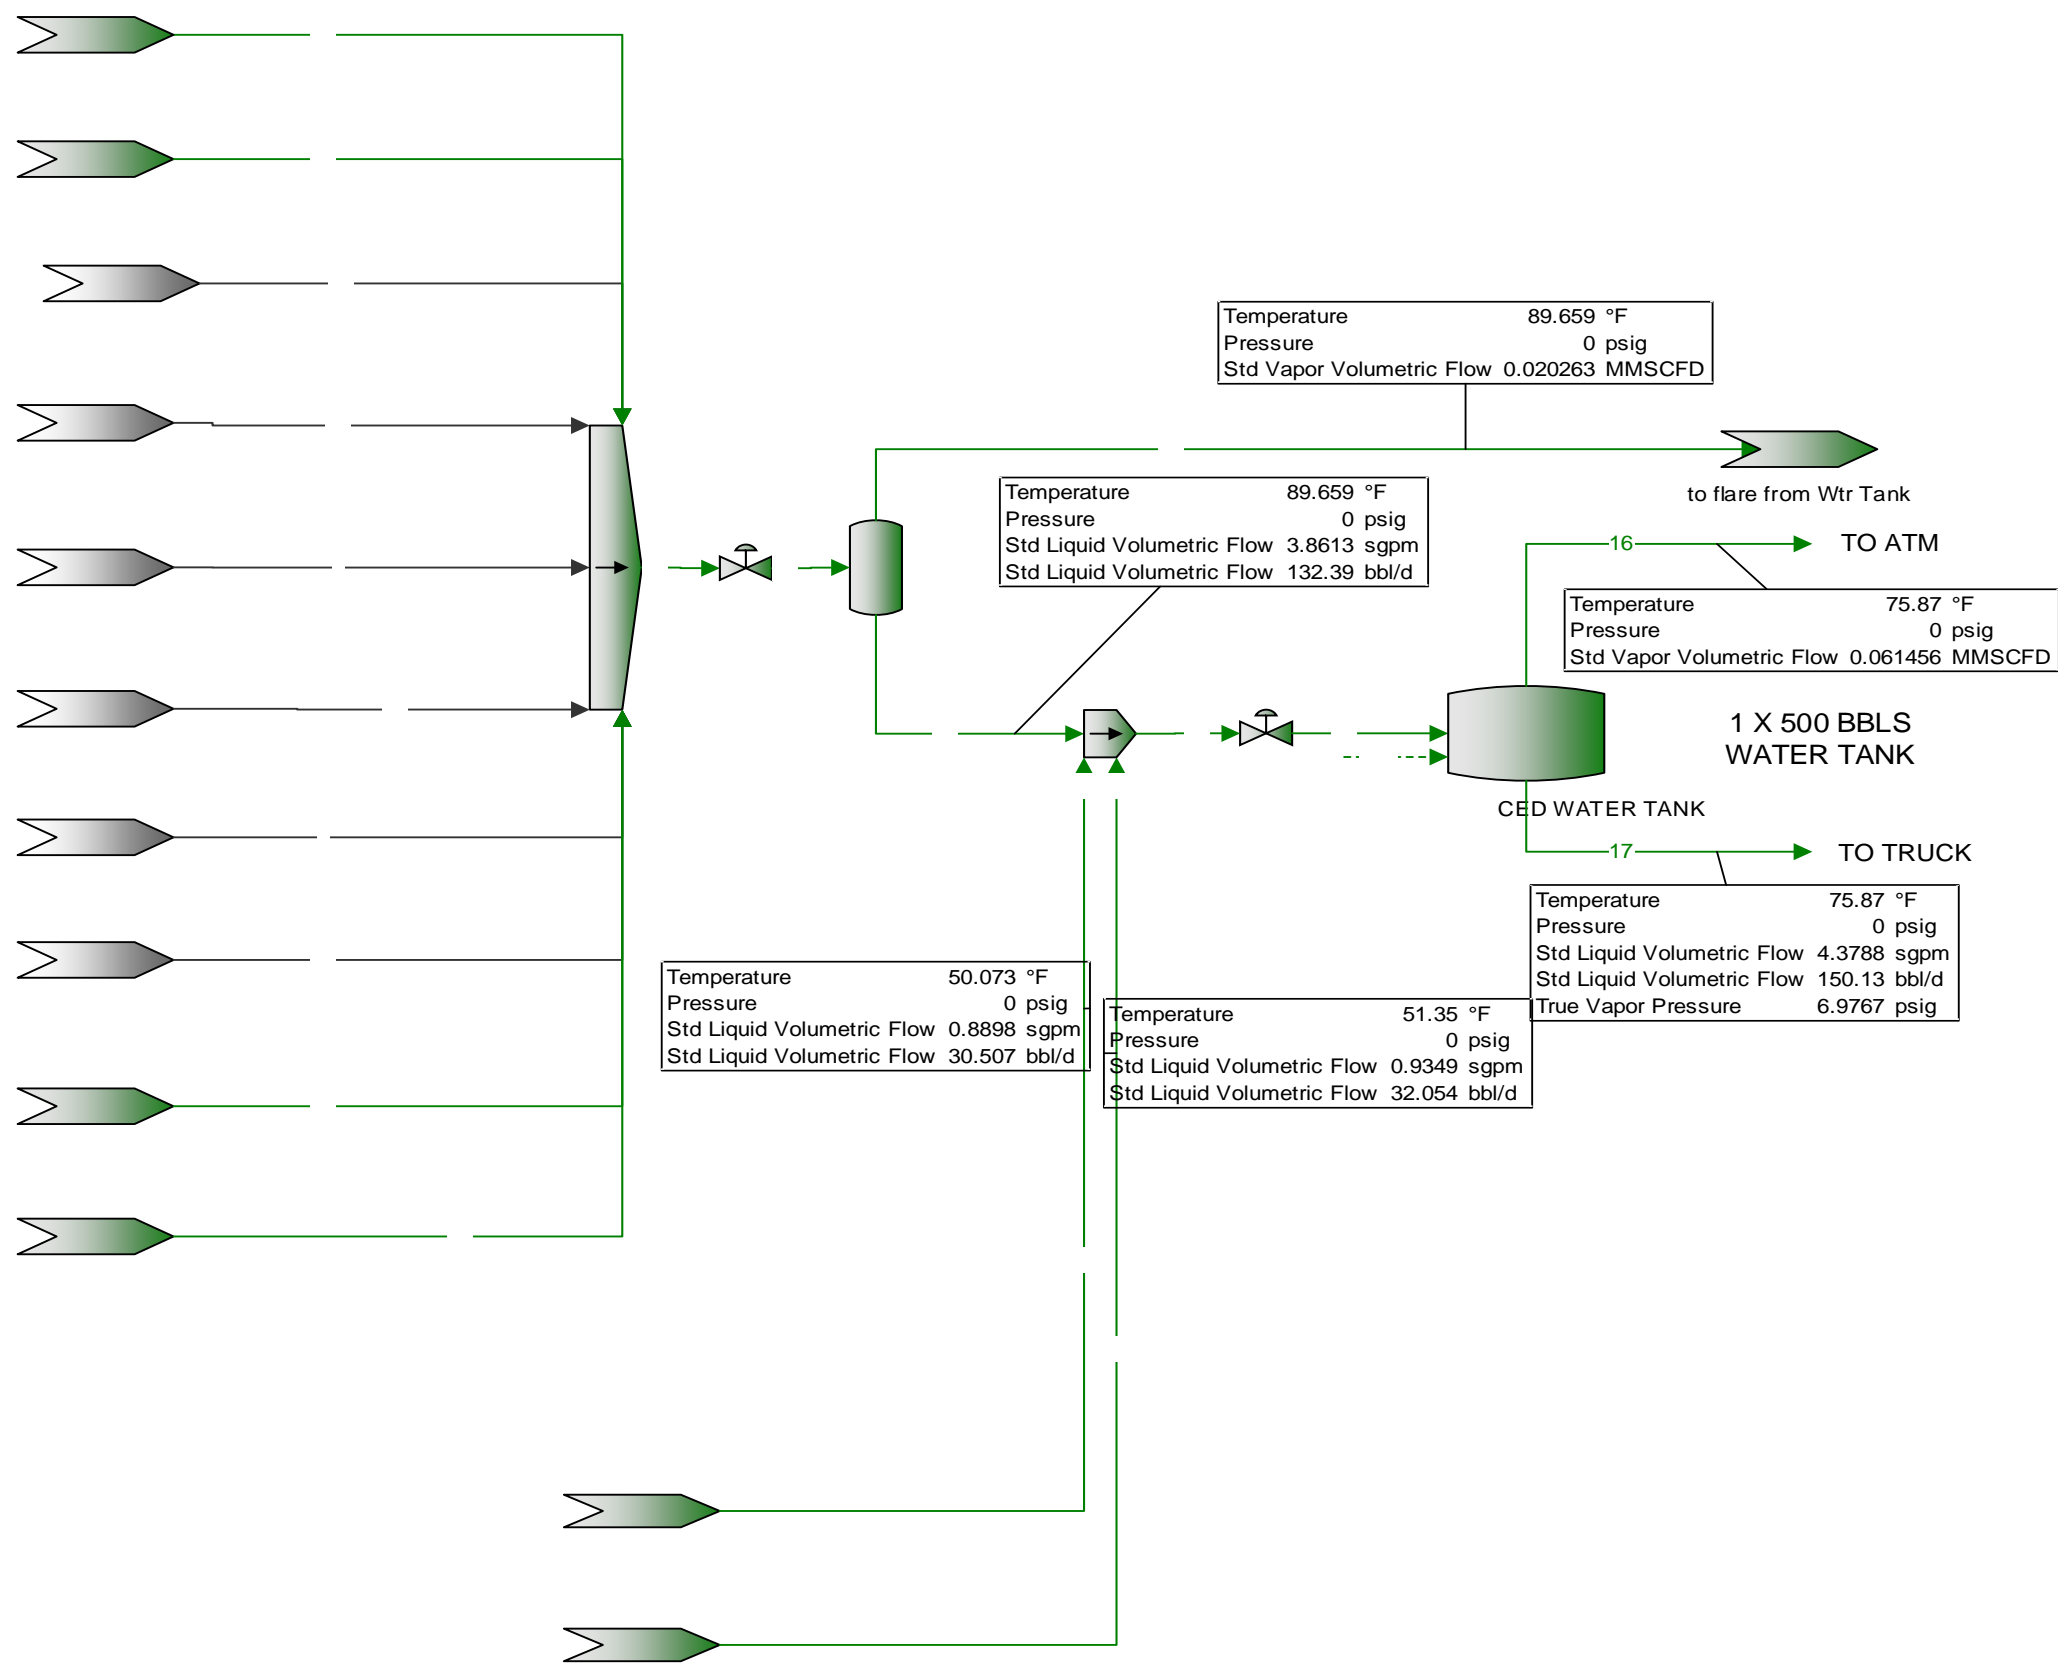 Temperature 89.659 °F
Pressure 0 psig
Std Vapor Volumetric Flow 0.020263 MMSCFD
to flare from Wtr Tank
Temperature 89.659 °F
Pressure 0 psig
Std Liquid Volumetric Flow 3.8613 sgpm
Std Liquid Volumetric Flow 132.39 bbl/d
16
TO ATM
Temperature 75.87 °F
Pressure 0 psig
Std Vapor Volumetric Flow 0.061456 MMSCFD
1 X 500 BBLS
WATER TANK
CED WATER TANK
17
TO TRUCK
Temperature 75.87 °F
Pressure 0 psig
Std Liquid Volumetric Flow 4.3788 sgpm
Std Liquid Volumetric Flow 150.13 bbl/d
True Vapor Pressure 6.9767 psig
Temperature 50.073 °F
Pressure 0 psig
Std Liquid Volumetric Flow 0.8898 sgpm
Std Liquid Volumetric Flow 30.507 bbl/d
Temperature 51.35 °F
Pressure 0 psig
Std Liquid Volumetric Flow 0.9349 sgpm
Std Liquid Volumetric Flow 32.054 bbl/d